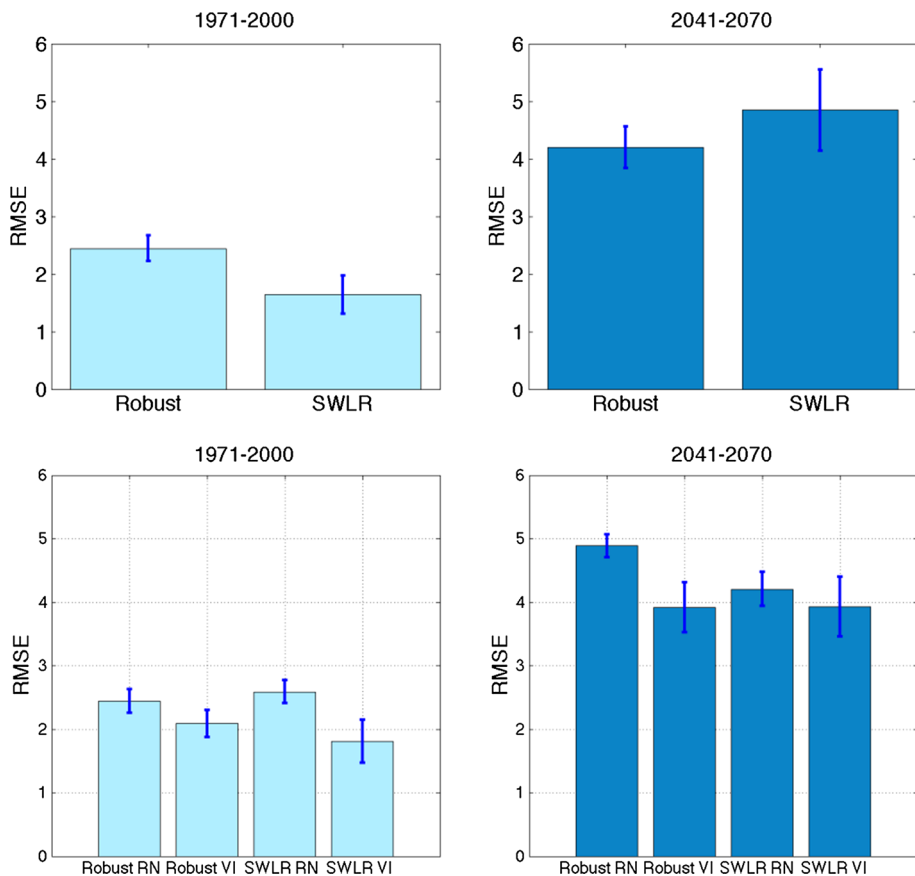 1971-2000
2041-2070
6
5
4
3
2
1
0
RMSE
Robust
SWLR
6
5
4
3
2
1
0
RMSE
Robust
SWLR
1971-2000
2041-2070
6
5
4
3
2
1
0
RMSE
Robust RN
Robust VI
SWLR RN
SWLR VI
6
5
4
3
2
1
0
RMSE
Robust RN
Robust VI
SWLR RN
SWLR VI